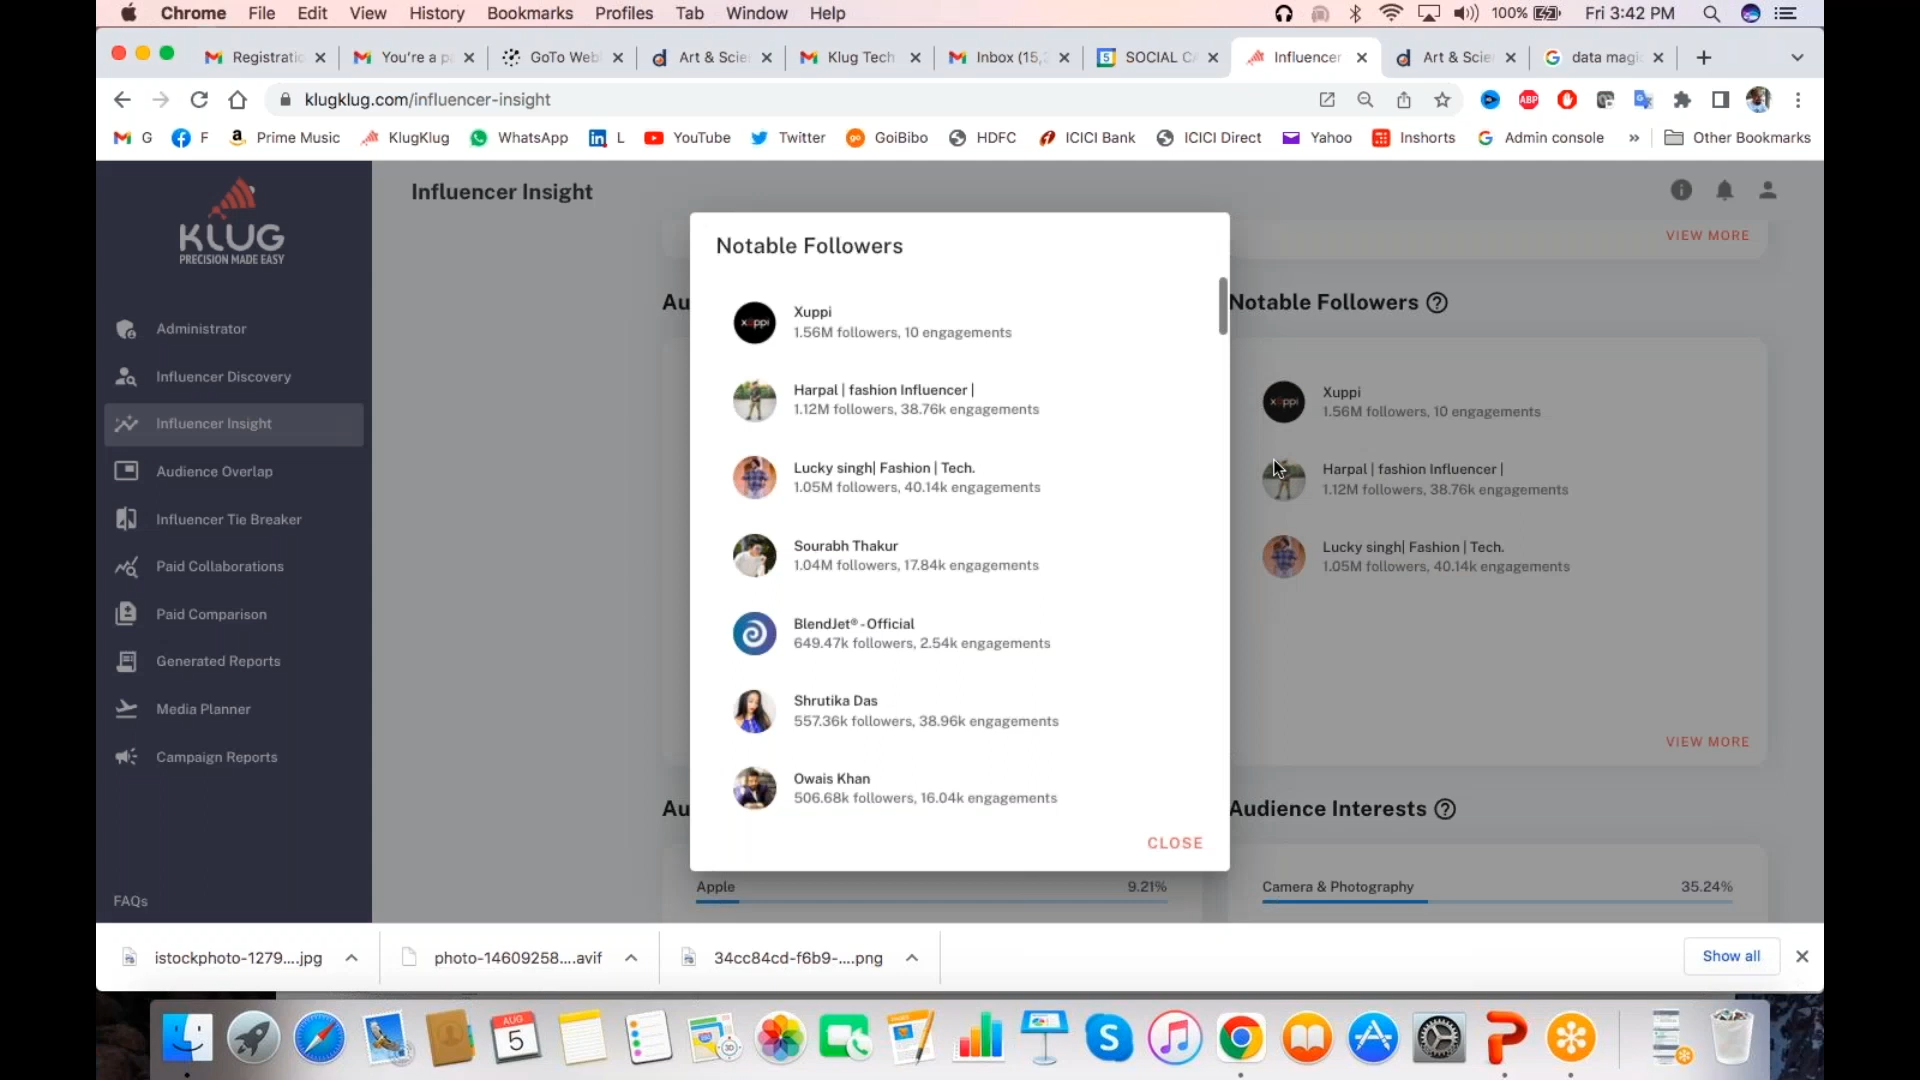 Chrome File Edit View History Bookmarks Profiles Tab Window Help 100% Fri 3:42 PM
Registratio You're a pa GoTo Web Art & Scie Klug Tech Inbox (15, SOCIAL CA Influencer Art & Scie data magi
klugklug.com/influencer-insight
G F Prime Music KlugKlug WhatsApp L YouTube Twitter GoiBibo HDFC ICICI Bank ICICI Direct Yahoo Inshorts Admin console » Other Bookmarks
KLUG
PRECISION MADE EASY
Administrator
Influencer Discovery
Influencer Insight
Audience Overlap
Influencer Tie Breaker
Paid Collaborations
Paid Comparison
Generated Reports
Media Planner
Campaign Reports
FAQs
Influencer Insight
VIEW MORE
Au
Notable Followers
Xuppi
1.56M followers, 10 engagements
Harpal | fashion Influencer |
1.12M followers, 38.76k engagements
Lucky singh| Fashion | Tech.
1.05M followers, 40.14k engagements
Sourabh Thakur
1.04M followers, 17.84k engagements
BlendJet® - Official
649.47k followers, 2.54k engagements
Shrutika Das
557.36k followers, 38.96k engagements
Owais Khan
506.68k followers, 16.04k engagements
CLOSE
Notable Followers
Xuppi
1.56M followers, 10 engagements
Harpal | fashion Influencer |
1.12M followers, 38.76k engagements
Lucky singh| Fashion | Tech.
1.05M followers, 40.14k engagements
VIEW MORE
Au
Audience Interests
Apple 9.21%
Camera & Photography 35.24%
istockphoto-1279....jpg photo-14609258....avif 34cc84cd-f6b9-....png Show all
AUG
5